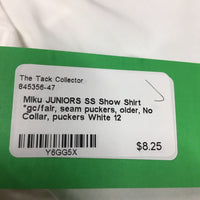 The Tack Collector
845356-47
Miku JUNIORS SS Show Shirt
*gc/fair, seam puckers, older, No
Collar, puckers White 12
$8.25
Y6GG5X